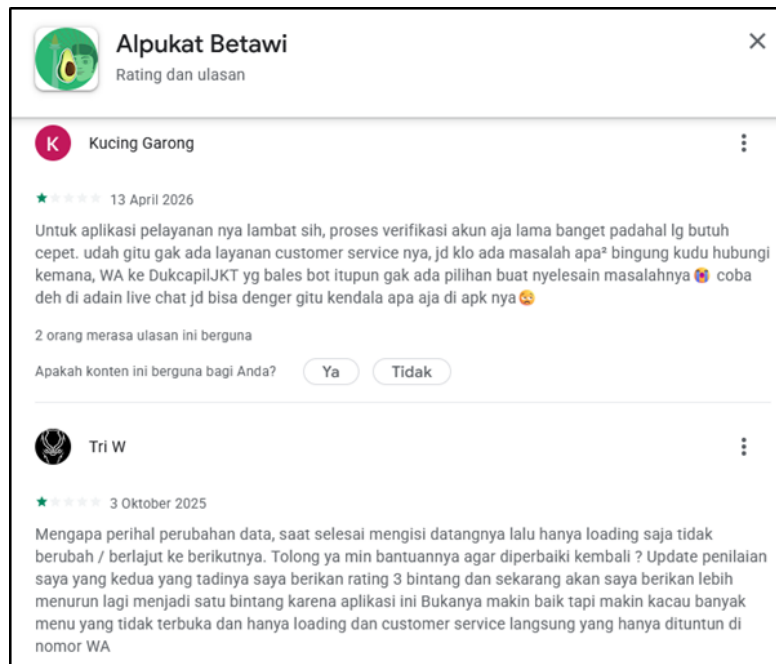 Alpukat Betawi
Rating dan ulasan
K
Kucing Garong
13 April 2026
Untuk aplikasi pelayanan nya lambat sih, proses verifikasi akun aja lama banget padahal lg butuh
cepet. udah gitu gak ada layanan customer service nya, jd klo ada masalah apa² bingung kudu hubungi
kemana, WA ke DukcapilJKT yg bales bot itupun gak ada pilihan buat nyelesain masalahnya 😭 coba
deh di adain live chat jd bisa denger gitu kendala apa aja di apk nya😪
2 orang merasa ulasan ini berguna
Apakah konten ini berguna bagi Anda? Ya Tidak
Tri W
3 Oktober 2025
Mengapa perihal perubahan data, saat selesai mengisi datangnya lalu hanya loading saja tidak
berubah / berlajut ke berikutnya. Tolong ya min bantuannya agar diperbaiki kembali ? Update penilaian
saya yang kedua yang tadinya saya berikan rating 3 bintang dan sekarang akan saya berikan lebih
menurun lagi menjadi satu bintang karena aplikasi ini Bukanya makin baik tapi makin kacau banyak
menu yang tidak terbuka dan hanya loading dan customer service langsung yang hanya dituntun di
nomor WA